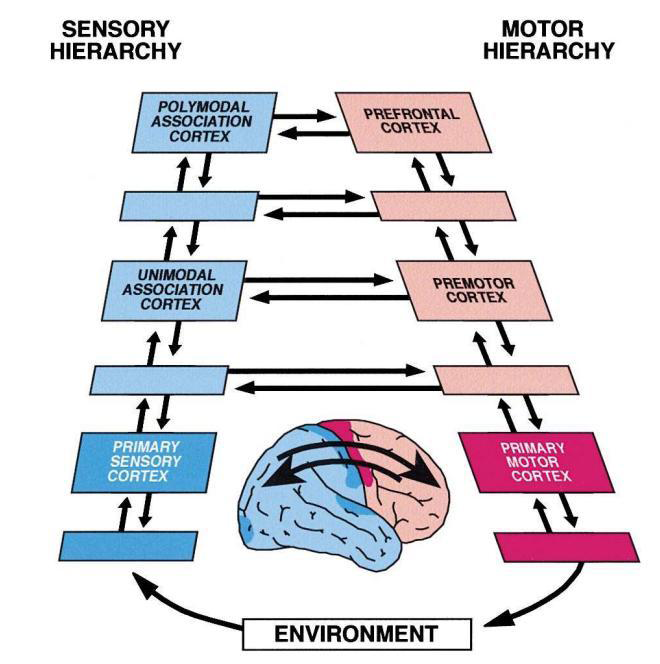 SENSORY
HIERARCHY
MOTOR
HIERARCHY
POLYMODAL
ASSOCIATION
CORTEX
PREFRONTAL
CORTEX
UNIMODAL
ASSOCIATION
CORTEX
PREMOTOR
CORTEX
PRIMARY
SENSORY
CORTEX
PRIMARY
MOTOR
CORTEX
ENVIRONMENT